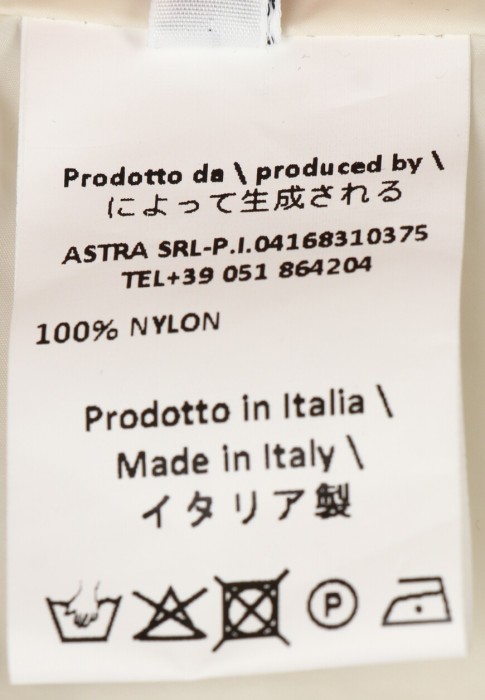 Prodotto da \ produced by \
によって生成される
ASTRA SRL-P.I.04168310375
TEL+39 051 864204
100% NYLON
Prodotto in Italia \
Made in Italy \
イタリア製
P